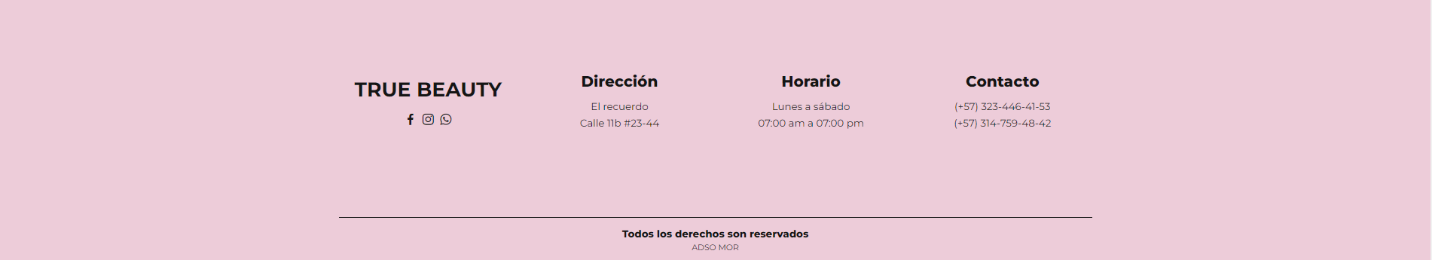 TRUE BEAUTY
Dirección
El recuerdo
Calle 11b #23-44
Horario
Lunes a sábado
07:00 am a 07:00 pm
Contacto
(+57) 323-446-41-53
(+57) 314-759-48-42
Todos los derechos son reservados
ADSO MOR